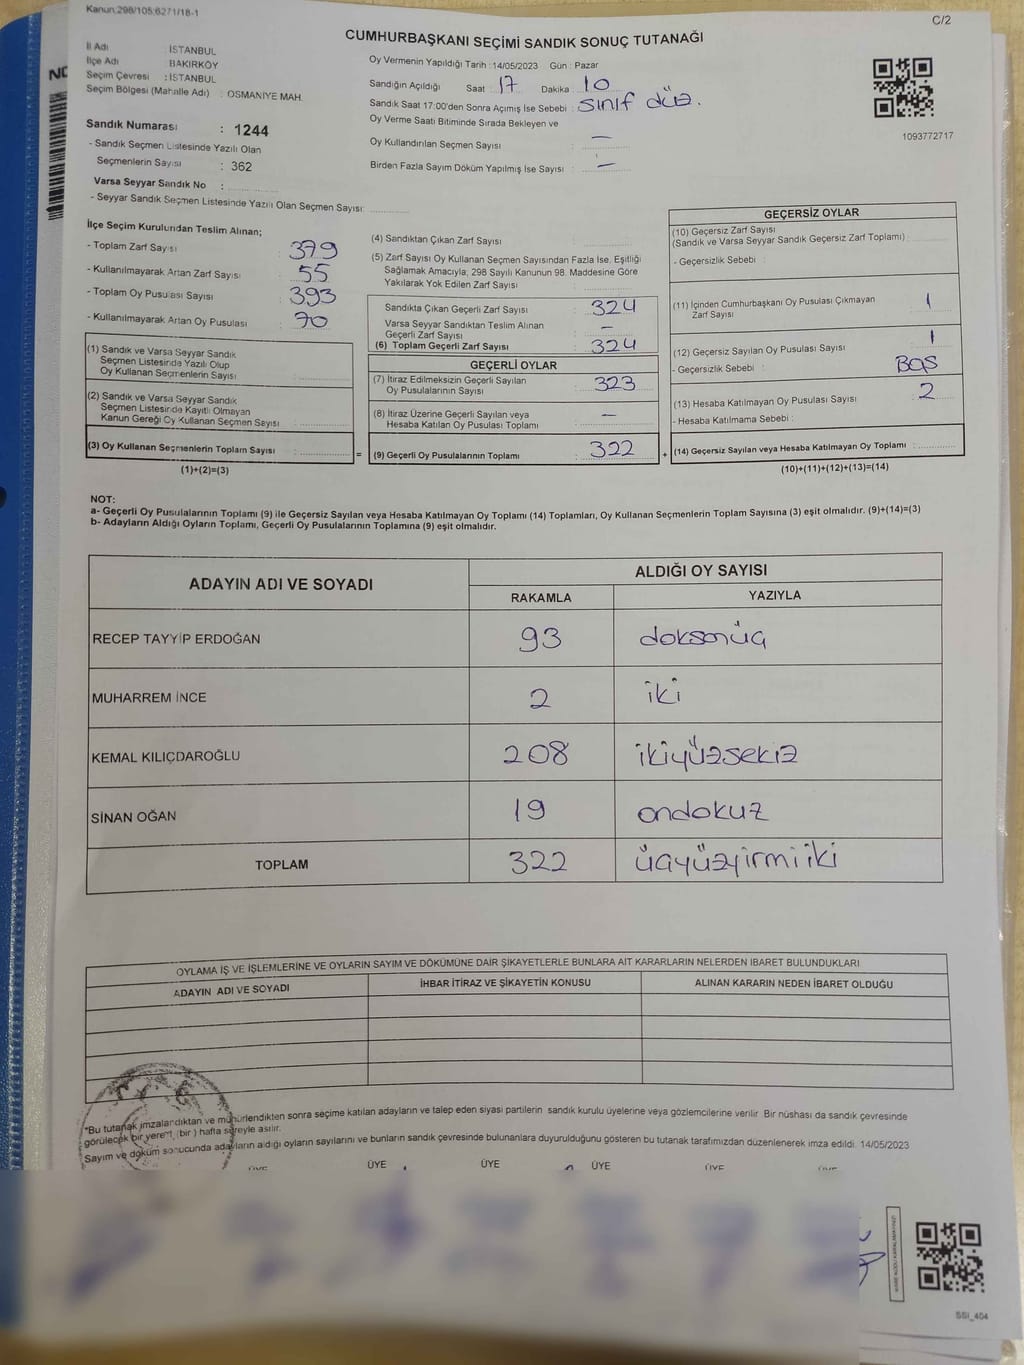 Kanun:298/105:6271/18-1
C/2
CUMHURBAŞKANI SEÇİMİ SANDIK SONUÇ TUTANAĞI
İl Adı : İSTANBUL
İlçe Adı : BAKIRKÖY
Seçim Çevresi : İSTANBUL
Seçim Bölgesi (Mahalle Adı) : OSMANİYE MAH.
Oy Vermenin Yapıldığı Tarih :14/05/2023 Gün : Pazar
Sandığın Açıldığı Saat : 17 Dakika : 10
Sandık Saat 17:00'den Sonra Açımış İse Sebebi : sınıf düz.
Oy Verme Saati Bitiminde Sırada Bekleyen ve
Oy Kullandırılan Seçmen Sayısı : —
Birden Fazla Sayım Döküm Yapılmış İse Sayısı : —
1093772717
Sandık Numarası : 1244
- Sandık Seçmen Listesinde Yazılı Olan
Seçmenlerin Sayısı : 362
Varsa Seyyar Sandık No :
- Seyyar Sandık Seçmen Listesinde Yazılı Olan Seçmen Sayısı:
İlçe Seçim Kurulundan Teslim Alınan;
- Toplam Zarf Sayısı : 379
- Kullanılmayarak Artan Zarf Sayısı : 55
- Toplam Oy Pusulası Sayısı : 393
- Kullanılmayarak Artan Oy Pusulası : 70
(1) Sandık ve Varsa Seyyar Sandık
Seçmen Listesinde Yazılı Olup
Oy Kullanan Seçmenlerin Sayısı :
(2) Sandık ve Varsa Seyyar Sandık
Seçmen Listesinde Kayıtlı Olmayan
Kanun Gereği Oy Kullanan Seçmen Sayısı :
(3) Oy Kullanan Seçmenlerin Toplam Sayısı :
(1)+(2)=(3)
=
(4) Sandıktan Çıkan Zarf Sayısı :
(5) Zarf Sayısı Oy Kullanan Seçmen Sayısından Fazla İse, Eşitliği
Sağlamak Amacıyla; 298 Sayılı Kanunun 98. Maddesine Göre
Yakılarak Yok Edilen Zarf Sayısı :
Sandıkta Çıkan Geçerli Zarf Sayısı : 324
Varsa Seyyar Sandıktan Teslim Alınan
Geçerli Zarf Sayısı : —
(6) Toplam Geçerli Zarf Sayısı : 324
GEÇERLİ OYLAR
(7) İtiraz Edilmeksizin Geçerli Sayılan
Oy Pusulalarının Sayısı : 323
(8) İtiraz Üzerine Geçerli Sayılan veya
Hesaba Katılan Oy Pusulası Toplamı : —
(9) Geçerli Oy Pusulalarının Toplamı : 322
+
GEÇERSİZ OYLAR
(10) Geçersiz Zarf Sayısı
(Sandık ve Varsa Seyyar Sandık Geçersiz Zarf Toplamı) :
- Geçersizlik Sebebi :
(11) İçinden Cumhurbaşkanı Oy Pusulası Çıkmayan
Zarf Sayısı : 1
(12) Geçersiz Sayılan Oy Pusulası Sayısı : 1
- Geçersizlik Sebebi : BOŞ
(13) Hesaba Katılmayan Oy Pusulası Sayısı : 2
- Hesaba Katılmama Sebebi :
(14) Geçersiz Sayılan veya Hesaba Katılmayan Oy Toplamı :
(10)+(11)+(12)+(13)=(14)
NOT:
a- Geçerli Oy Pusulalarının Toplamı (9) ile Geçersiz Sayılan veya Hesaba Katılmayan Oy Toplamı (14) Toplamları, Oy Kullanan Seçmenlerin Toplam Sayısına (3) eşit olmalıdır. (9)+(14)=(3)
b- Adayların Aldığı Oyların Toplamı, Geçerli Oy Pusulalarının Toplamına (9) eşit olmalıdır.
ADAYIN ADI VE SOYADI ALDIĞI OY SAYISI
RAKAMLA YAZIYLA
RECEP TAYYİP ERDOĞAN 93 doksanüç
MUHARREM İNCE 2 iki
KEMAL KILIÇDAROĞLU 208 ikiyüzsekiz
SİNAN OĞAN 19 ondokuz
TOPLAM 322 üçyüzyirmiiki
OYLAMA İŞ VE İŞLEMLERİNE VE OYLARIN SAYIM VE DÖKÜMÜNE DAİR ŞİKAYETLERLE BUNLARA AİT KARARLARIN NELERDEN İBARET BULUNDUKLARI
ADAYIN ADI VE SOYADI İHBAR İTİRAZ VE ŞİKAYETİN KONUSU ALINAN KARARIN NEDEN İBARET OLDUĞU
*Bu tutanak imzalandıktan ve mühürlendikten sonra seçime katılan adayların ve talep eden siyasi partilerin sandık kurulu üyelerine veya gözlemcilerine verilir Bir nüshası da sandık çevresinde
görülecek bir yere 1 (bir) hafta süreyle asılır.
Sayım ve döküm sonucunda adayların aldığı oyların sayılarını ve bunların sandık çevresinde bulunanlara duyurulduğunu gösteren bu tutanak tarafımızdan düzenlenerek imza edildi. 14/05/2023
ÜYE ÜYE ÜYE ÜYE ÜYE ÜYE
SSİ_404